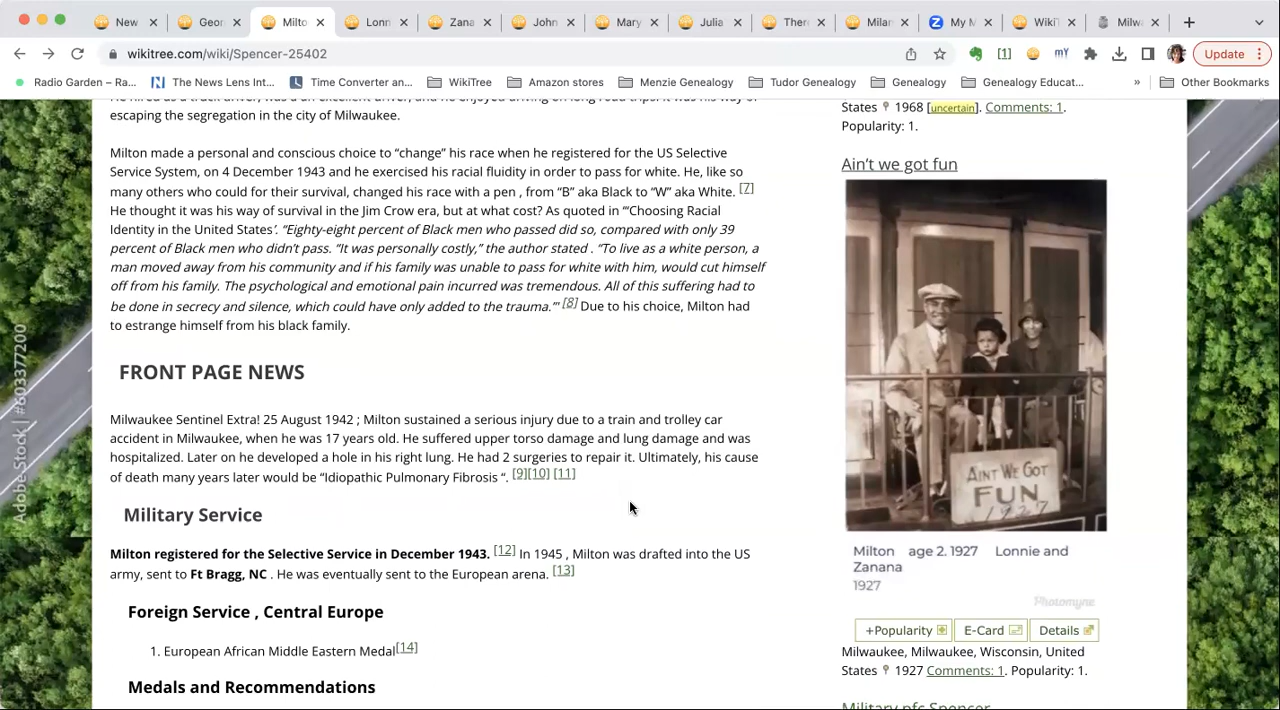 New
Geor
Milto
Lonn
Zana
John
Mary
Julia
Ther
Milan
My M
WikiT
Milwa
wikitree.com/wiki/Spencer-25402
[1]
mY
Update
Radio Garden – Ra...
The News Lens Int...
Time Converter an...
WikiTree
Amazon stores
Menzie Genealogy
Tudor Genealogy
Genealogy
Genealogy Educat...
»
Other Bookmarks
escaping the segregation in the city of Milwaukee.
Milton made a personal and conscious choice to “change” his race when he registered for the US Selective
Service System, on 4 December 1943 and he exercised his racial fluidity in order to pass for white. He, like so
many others who could for their survival, changed his race with a pen , from “B” aka Black to “W” aka White. [7]
He thought it was his way of survival in the Jim Crow era, but at what cost? As quoted in “‘Choosing Racial
Identity in the United States’. “Eighty-eight percent of Black men who passed did so, compared with only 39
percent of Black men who didn’t pass. “It was personally costly,” the author stated . “To live as a white person, a
man moved away from his community and if his family was unable to pass for white with him, would cut himself
off from his family. The psychological and emotional pain incurred was tremendous. All of this suffering had to
be done in secrecy and silence, which could have only added to the trauma.’” [8] Due to his choice, Milton had
to estrange himself from his black family.
FRONT PAGE NEWS
Milwaukee Sentinel Extra! 25 August 1942 ; Milton sustained a serious injury due to a train and trolley car
accident in Milwaukee, when he was 17 years old. He suffered upper torso damage and lung damage and was
hospitalized. Later on he developed a hole in his right lung. He had 2 surgeries to repair it. Ultimately, his cause
of death many years later would be “Idiopathic Pulmonary Fibrosis “. [9][10] [11]
Military Service
Milton registered for the Selective Service in December 1943. [12] In 1945 , Milton was drafted into the US
army, sent to Ft Bragg, NC . He was eventually sent to the European arena. [13]
Foreign Service , Central Europe
1. European African Middle Eastern Medal[14]
Medals and Recommendations
States 1968 [uncertain]. Comments: 1.
Popularity: 1.
Ain’t we got fun
AINT WE GOT
FUN
1927
Milton age 2. 1927 Lonnie and
Zanana
1927
Photomyne
+Popularity
E-Card
Details
Milwaukee, Milwaukee, Wisconsin, United
States 1927 Comments: 1. Popularity: 1.
Military pfc Spencer
Adobe Stock | #603377200